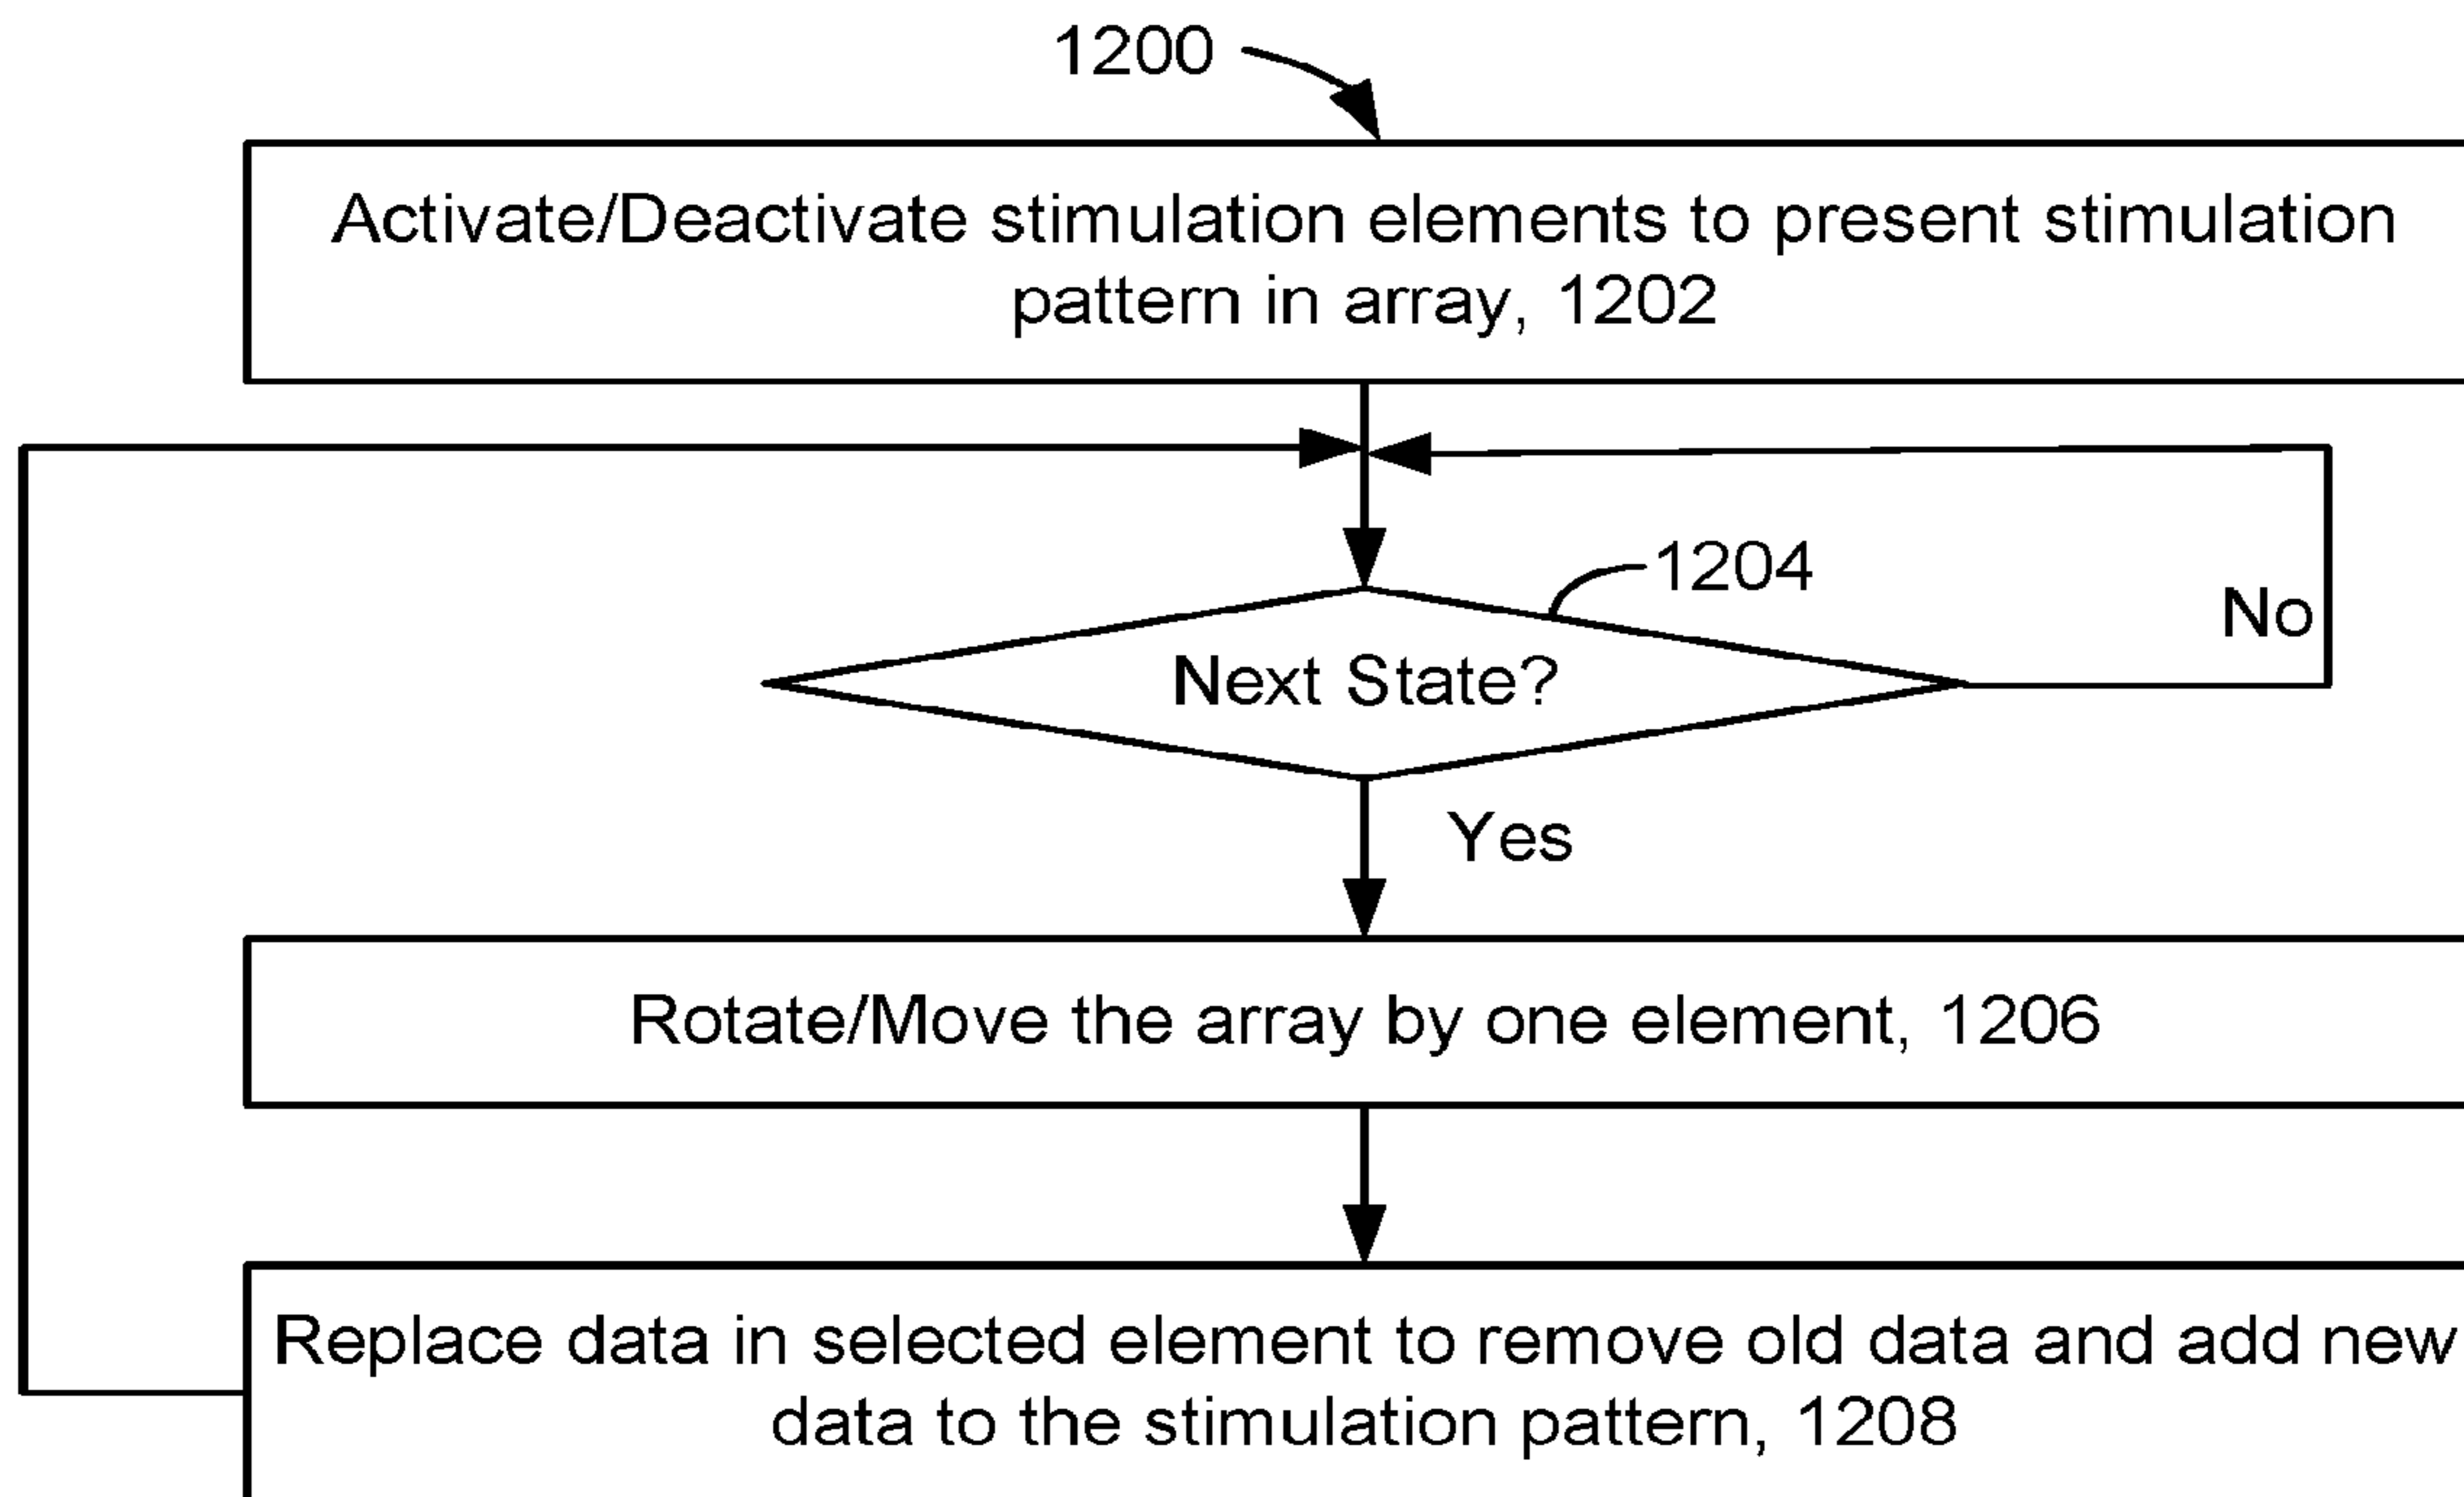 1200
Activate/Deactivate stimulation elements to present stimulation
pattern in array, 1202
1204
No
Next State?
Yes
Rotate/Move the array by one element, 1206
Replace data in selected element to remove old data and add new
data to the stimulation pattern, 1208